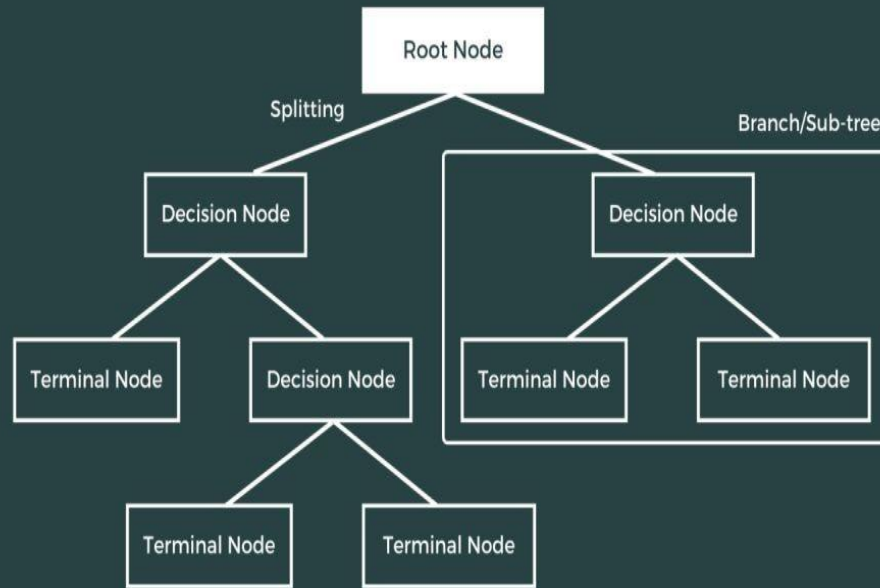 Root Node
Splitting
Branch/Sub-tree
Decision Node
Decision Node
Terminal Node
Decision Node
Terminal Node
Terminal Node
Terminal Node
Terminal Node